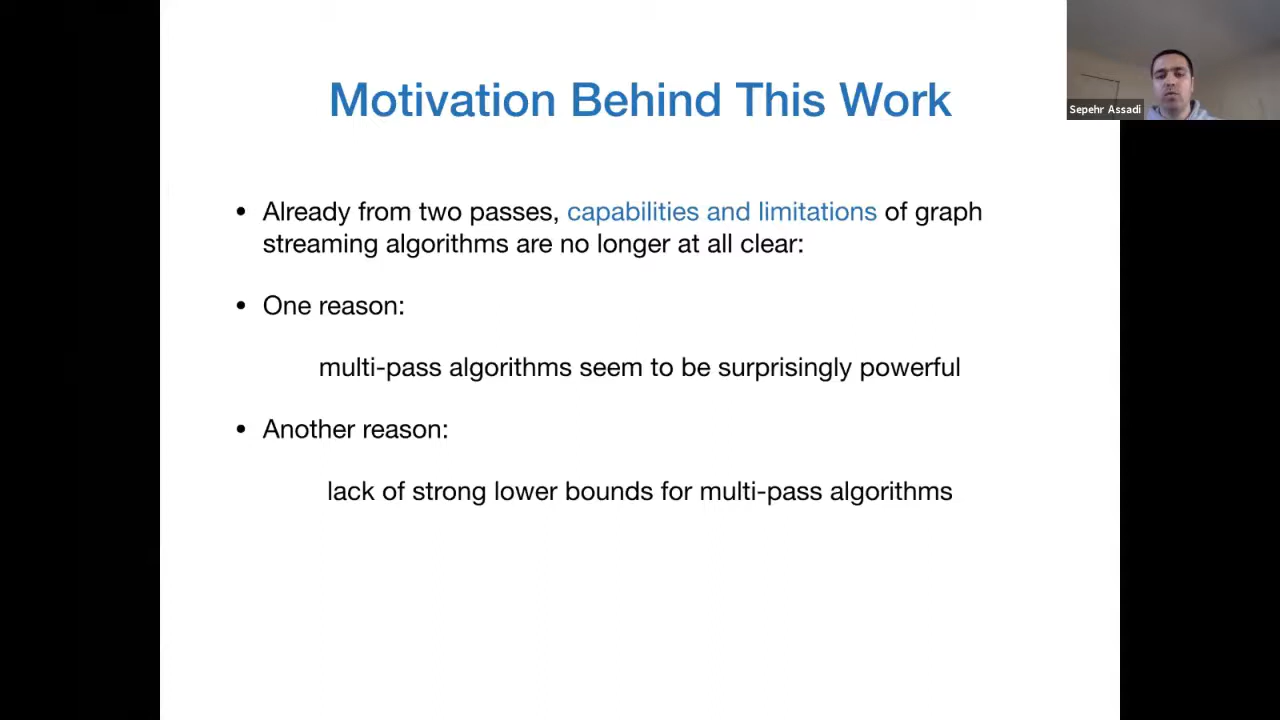 Motivation Behind This Work
Sepehr Assadi
• Already from two passes, capabilities and limitations of graph
streaming algorithms are no longer at all clear:
• One reason:
multi-pass algorithms seem to be surprisingly powerful
• Another reason:
lack of strong lower bounds for multi-pass algorithms